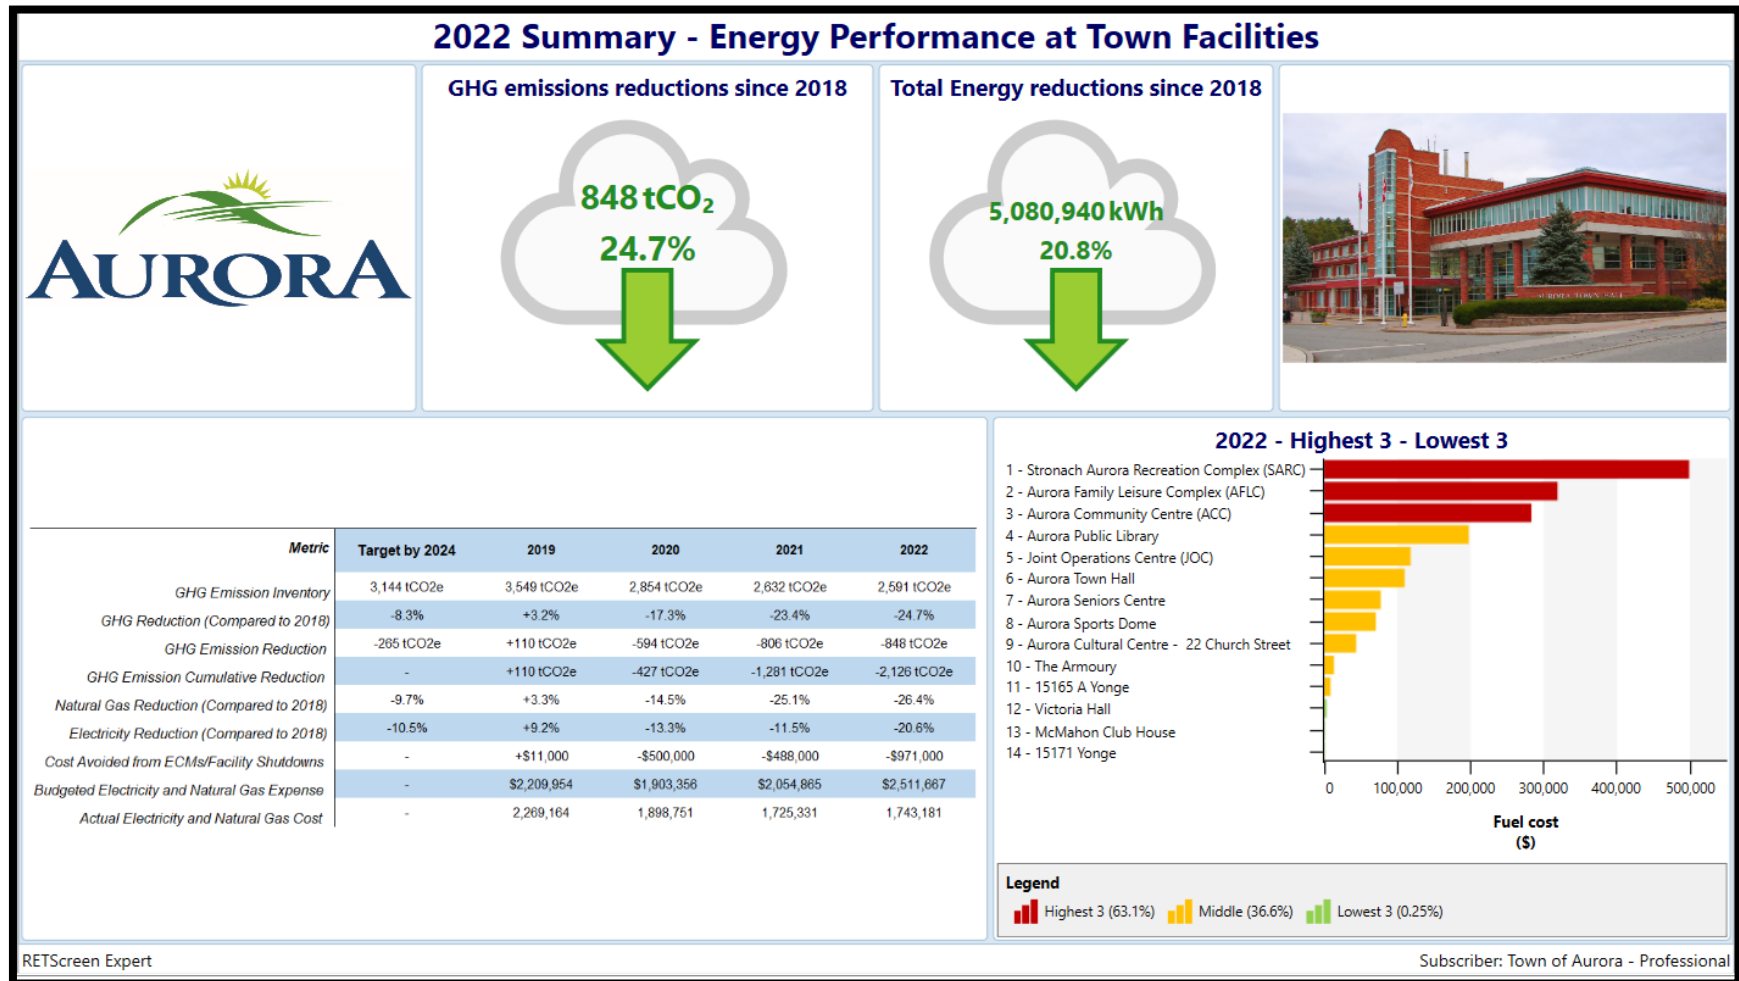 2022 Summary - Energy Performance at Town Facilities
AURORA
GHG emissions reductions since 2018
848 tCO₂
24.7%
Total Energy reductions since 2018
5,080,940 kWh
20.8%
AURORA TOWN HALL
Metric Target by 2024 2019 2020 2021 2022
GHG Emission Inventory 3,144 tCO2e 3,549 tCO2e 2,854 tCO2e 2,632 tCO2e 2,591 tCO2e
GHG Reduction (Compared to 2018) -8.3% +3.2% -17.3% -23.4% -24.7%
GHG Emission Reduction -265 tCO2e +110 tCO2e -594 tCO2e -806 tCO2e -848 tCO2e
GHG Emission Cumulative Reduction - +110 tCO2e -427 tCO2e -1,281 tCO2e -2,126 tCO2e
Natural Gas Reduction (Compared to 2018) -9.7% +3.3% -14.5% -25.1% -26.4%
Electricity Reduction (Compared to 2018) -10.5% +9.2% -13.3% -11.5% -20.6%
Cost Avoided from ECMs/Facility Shutdowns - +$11,000 -$500,000 -$488,000 -$971,000
Budgeted Electricity and Natural Gas Expense - $2,209,954 $1,903,356 $2,054,865 $2,511,667
Actual Electricity and Natural Gas Cost - 2,269,164 1,898,751 1,725,331 1,743,181
2022 - Highest 3 - Lowest 3
1 - Stronach Aurora Recreation Complex (SARC)
2 - Aurora Family Leisure Complex (AFLC)
3 - Aurora Community Centre (ACC)
4 - Aurora Public Library
5 - Joint Operations Centre (JOC)
6 - Aurora Town Hall
7 - Aurora Seniors Centre
8 - Aurora Sports Dome
9 - Aurora Cultural Centre - 22 Church Street
10 - The Armoury
11 - 15165 A Yonge
12 - Victoria Hall
13 - McMahon Club House
14 - 15171 Yonge
0 100,000 200,000 300,000 400,000 500,000
Fuel cost
($)
Legend
Highest 3 (63.1%) Middle (36.6%) Lowest 3 (0.25%)
RETScreen Expert
Subscriber: Town of Aurora - Professional